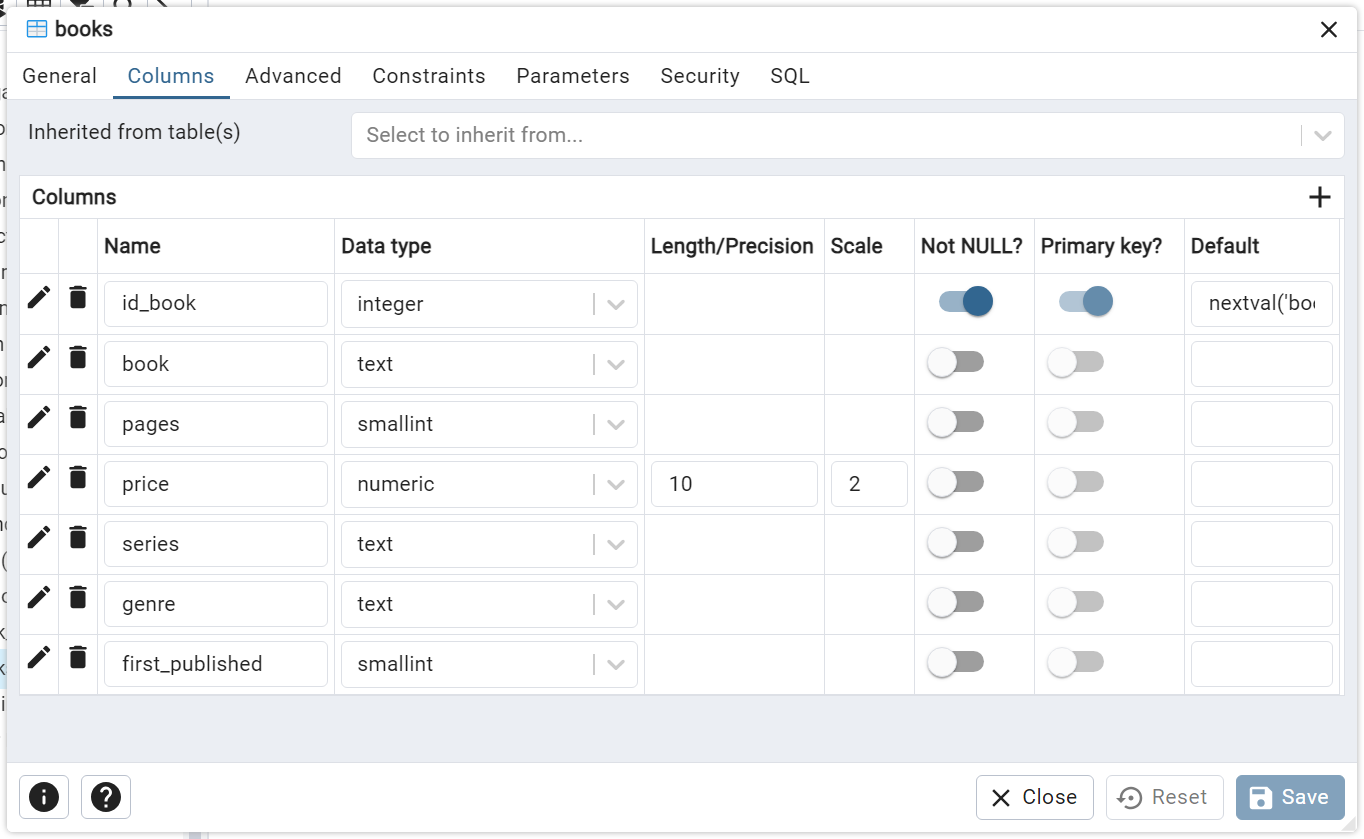 books
General Columns Advanced Constraints Parameters Security SQL
Inherited from table(s) Select to inherit from...
Columns
Name Data type Length/Precision Scale Not NULL? Primary key? Default
id_book integer nextval('boo
book text
pages smallint
price numeric 10 2
series text
genre text
first_published smallint
Close Reset Save